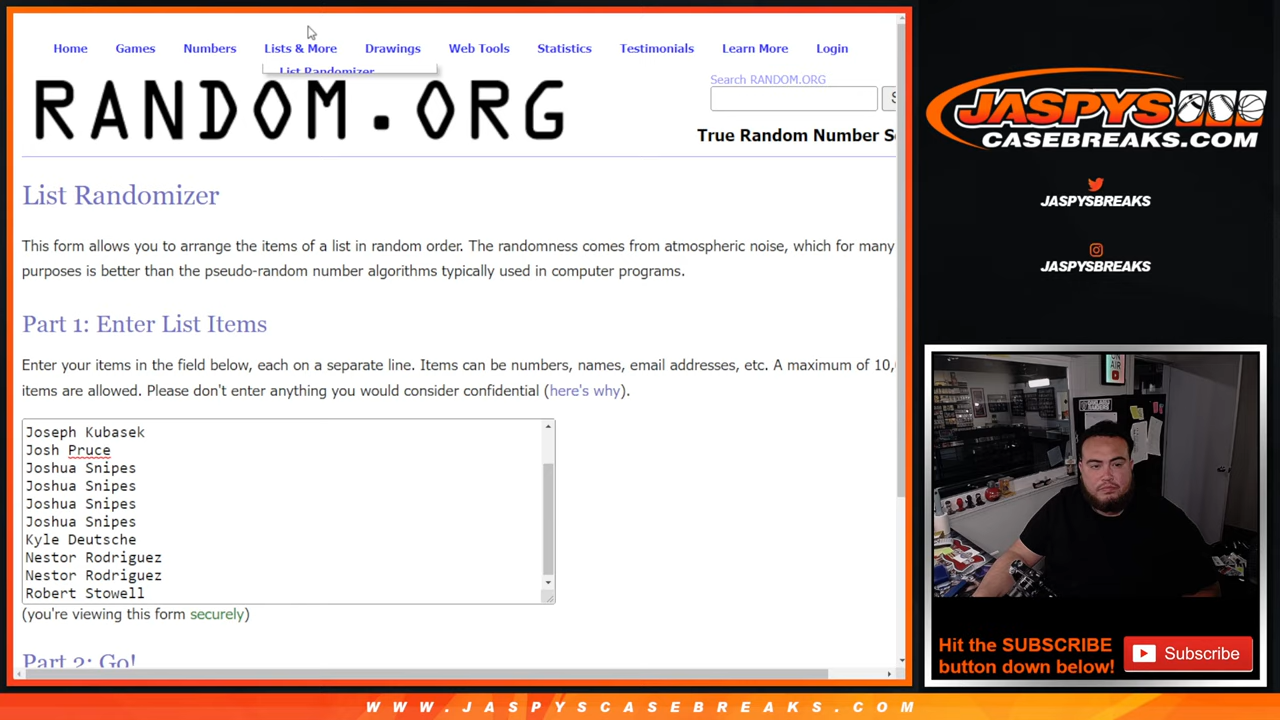 Home Games Numbers Lists & More Drawings Web Tools Statistics Testimonials Learn More Login
List Randomizer
RANDOM.ORG
Search RANDOM.ORG
True Random Number S
List Randomizer
This form allows you to arrange the items of a list in random order. The randomness comes from atmospheric noise, which for many
purposes is better than the pseudo-random number algorithms typically used in computer programs.
Part 1: Enter List Items
Enter your items in the field below, each on a separate line. Items can be numbers, names, email addresses, etc. A maximum of 10,
items are allowed. Please don't enter anything you would consider confidential (here's why).
Joseph Kubasek
Josh Pruce
Joshua Snipes
Joshua Snipes
Joshua Snipes
Joshua Snipes
Kyle Deutsche
Nestor Rodriguez
Nestor Rodriguez
Robert Stowell
(you're viewing this form securely)
Part 2: Go!
JASPYS
CASEBREAKS.COM
JASPYSBREAKS
JASPYSBREAKS
Hit the SUBSCRIBE
button down below!
Subscribe
WWW.JASPYSCASEBREAKS.COM